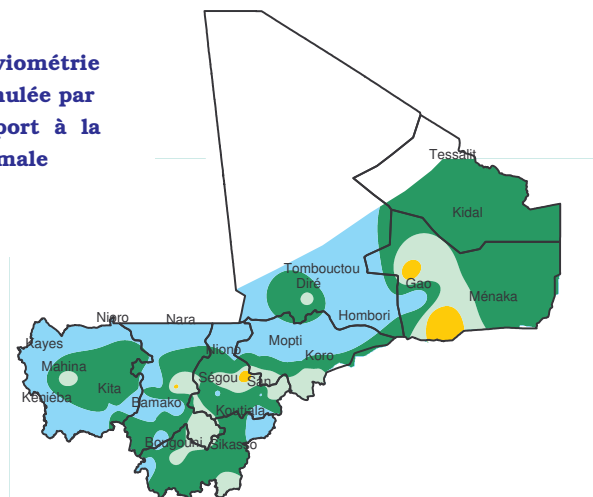 viométrie
mulée par
port à la
male
Tessalit
Kidal
Tombouctou
Diré
Gao
Ménaka
Hombori
Nioro
Nara
Kayes
Niono
Mopti
Koro
Mahina
Ségou
San
Kéniéba
Kita
Bamako
Koutiala
Bougouni
Sikasso